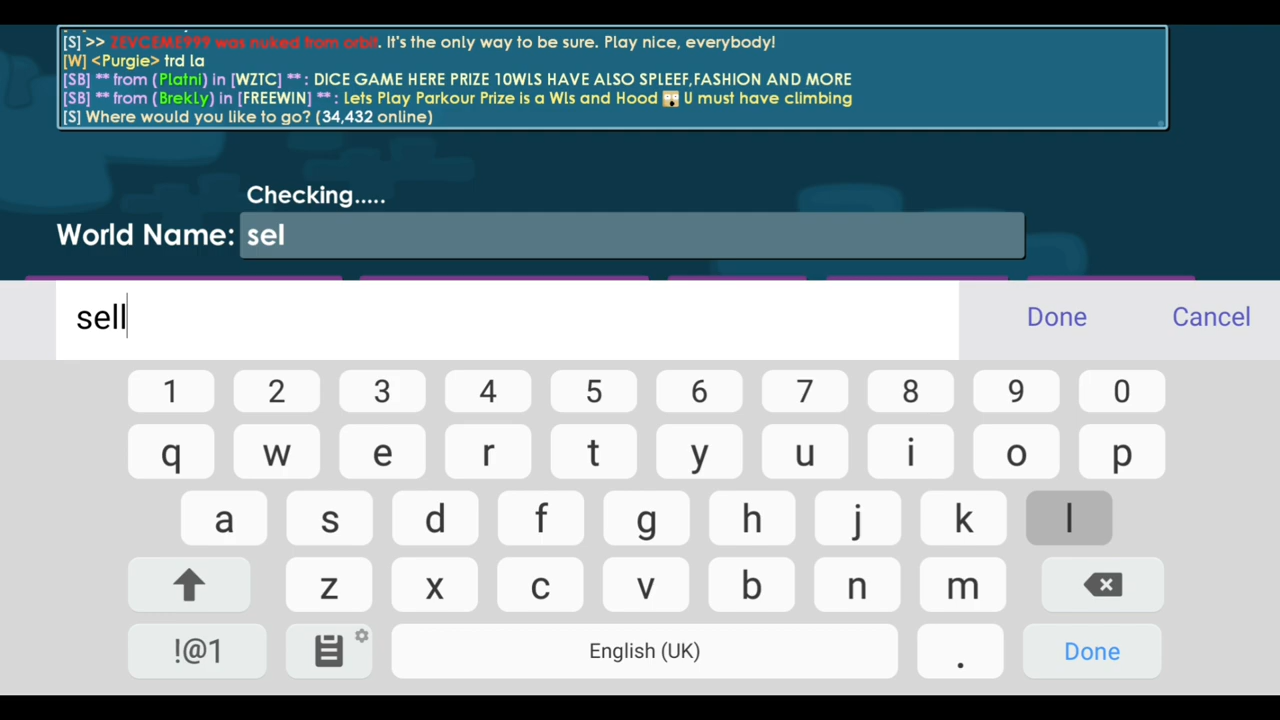 [S] >> ZEVCEME999 was nuked from orbit. It's the only way to be sure. Play nice, everybody!
[W] <Purgie> trd la
[SB] ** from (Platni) in [WZTC] ** : DICE GAME HERE PRIZE 10WLS HAVE ALSO SPLEEF,FASHION AND MORE
[SB] ** from (Brekly) in [FREEWIN] ** : Lets Play Parkour Prize is a Wls and Hood 😱 U must have climbing
[S] Where would you like to go? (34,432 online)
Checking.....
World Name: sel
sell
Done Cancel
1 2 3 4 5 6 7 8 9 0
q w e r t y u i o p
a s d f g h j k l
z x c v b n m
!@1 English (UK) . Done